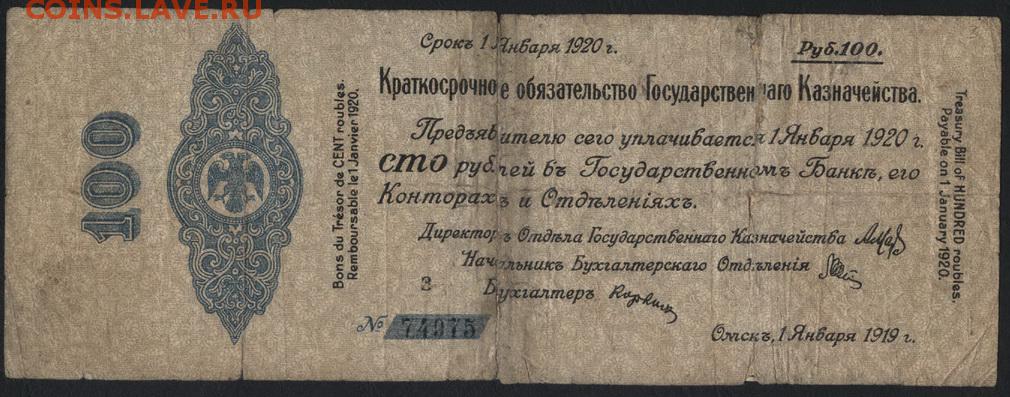 COINS.LAVE.RU
100
Bons du Trésor de CENT roubles.
Remboursable le 1 Janvier 1920.
Срокъ 1 Января 1920 г.
Руб.100.
Краткосрочное обязательство Государственнаго Казначейства.
Предъявителю сего уплачивается 1 Января 1920 г.
сто рублей въ Государственномъ Банкѣ, его
Конторахъ и Отдѣленіяхъ.
Директоръ Отдѣла Государственнаго Казначейства
Начальникъ Бухгалтерскаго Отдѣленія
З Бухгалтеръ
№ 74975
Омскъ, 1 Января 1919 г.
Treasury Bill of HUNDRED roubles.
Payable on 1 January 1920.